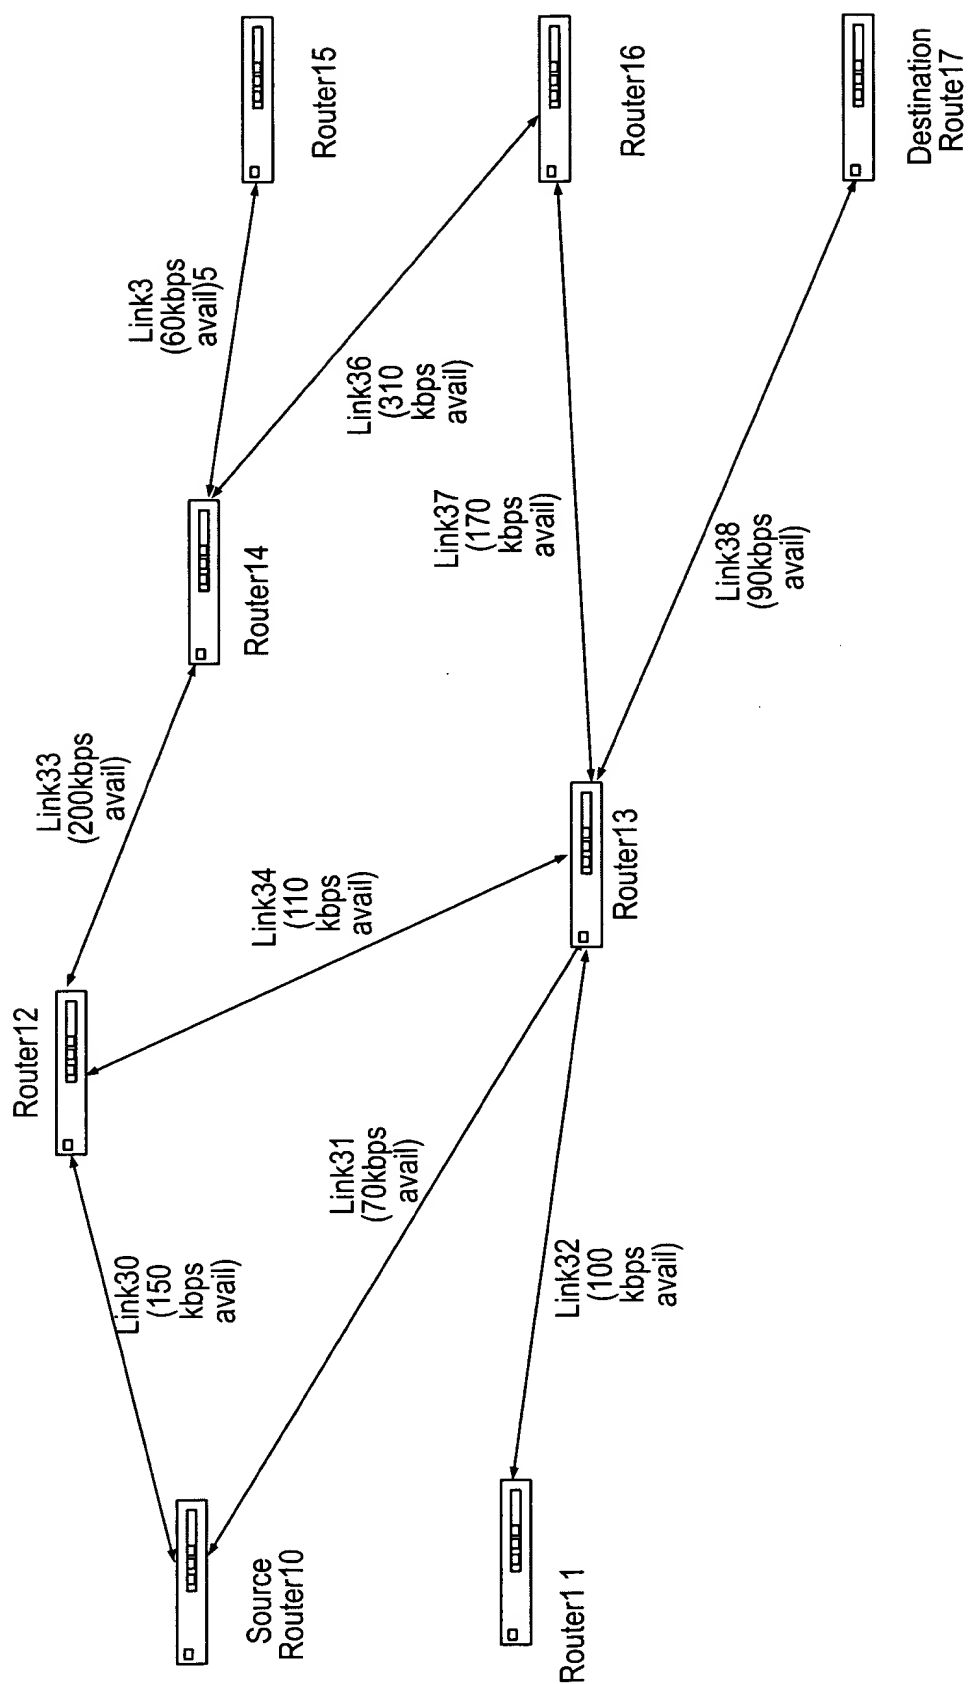 Router12
Link30
(150
kbps
avail)
Source
Router10
Link31
(70kbps
avail)
Link32
(100
kbps
avail)
Router1 1
Link33
(200kbps
avail)
Link34
(110
kbps
avail)
Router13
Router14
Link3
(60kbps
avail)5
Link36
(310
kbps
avail)
Link37
(170
kbps
avail)
Link38
(90kbps
avail)
Router15
Router16
Destination
Route17